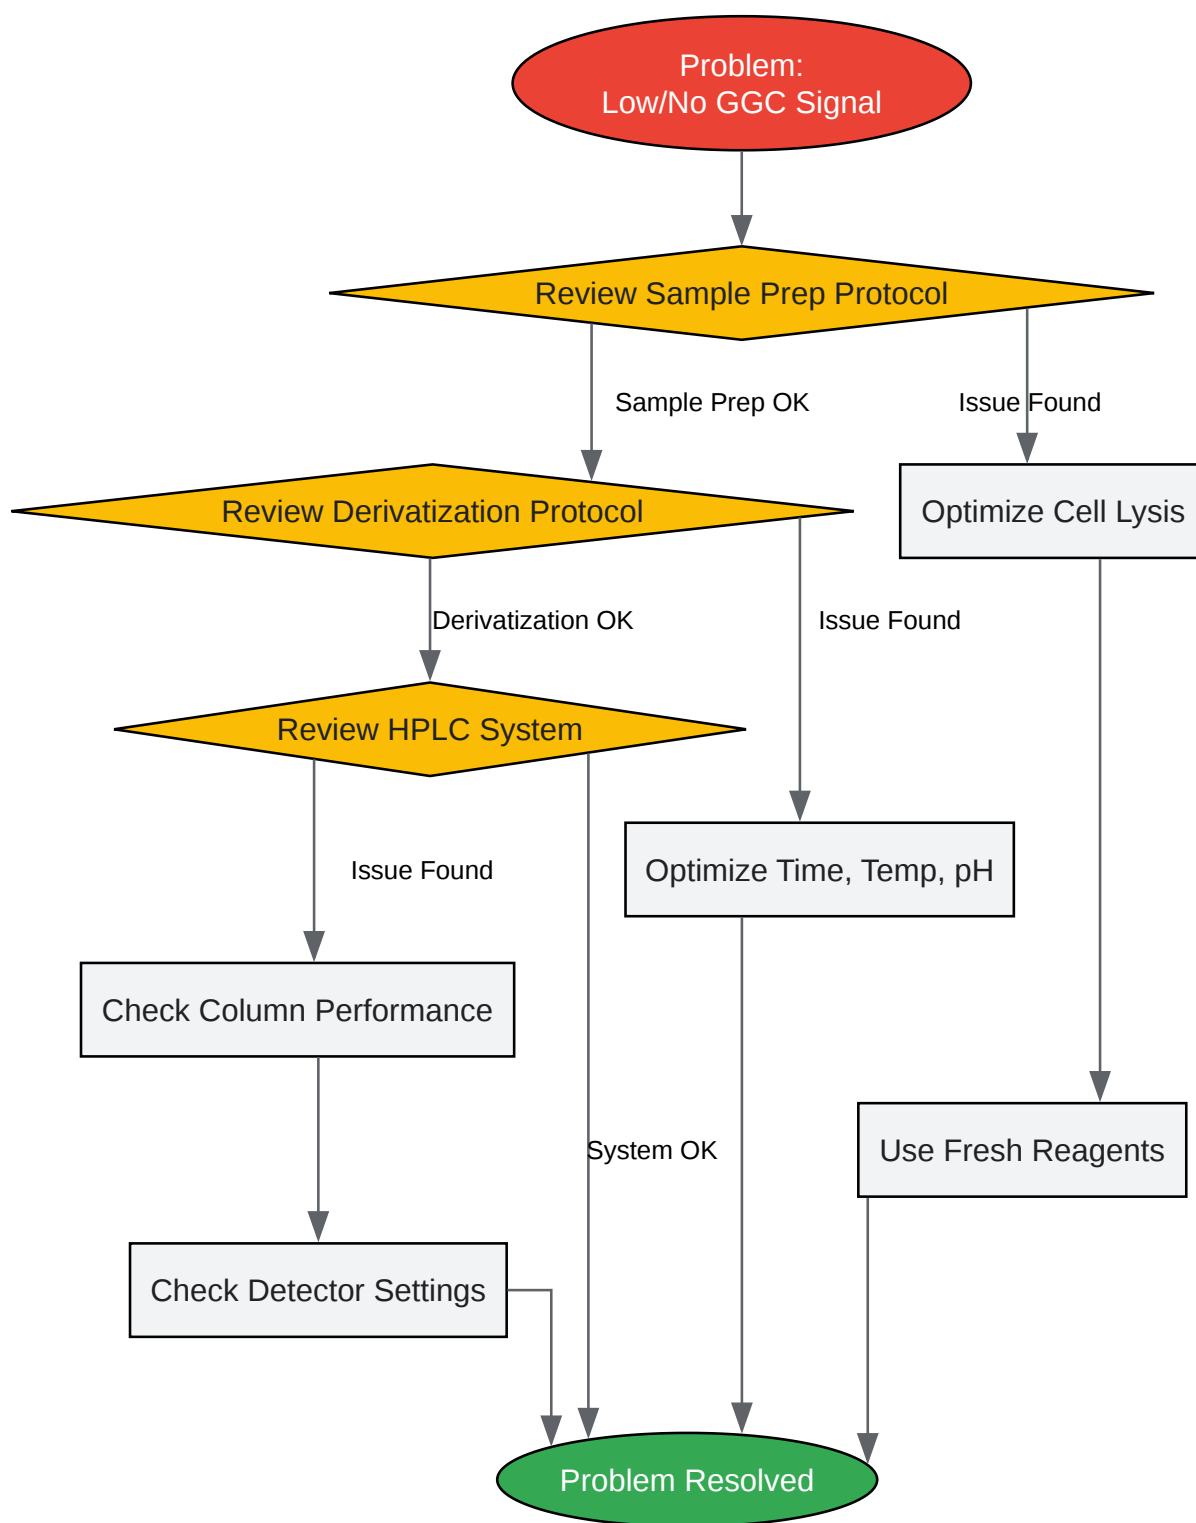 Problem:
Low/No GGC Signal
Review Sample Prep Protocol
Sample Prep OK
Issue Found
Review Derivatization Protocol
Optimize Cell Lysis
Derivatization OK
Issue Found
Review HPLC System
Issue Found
Optimize Time, Temp, pH
Check Column Performance
System OK
Use Fresh Reagents
Check Detector Settings
Problem Resolved